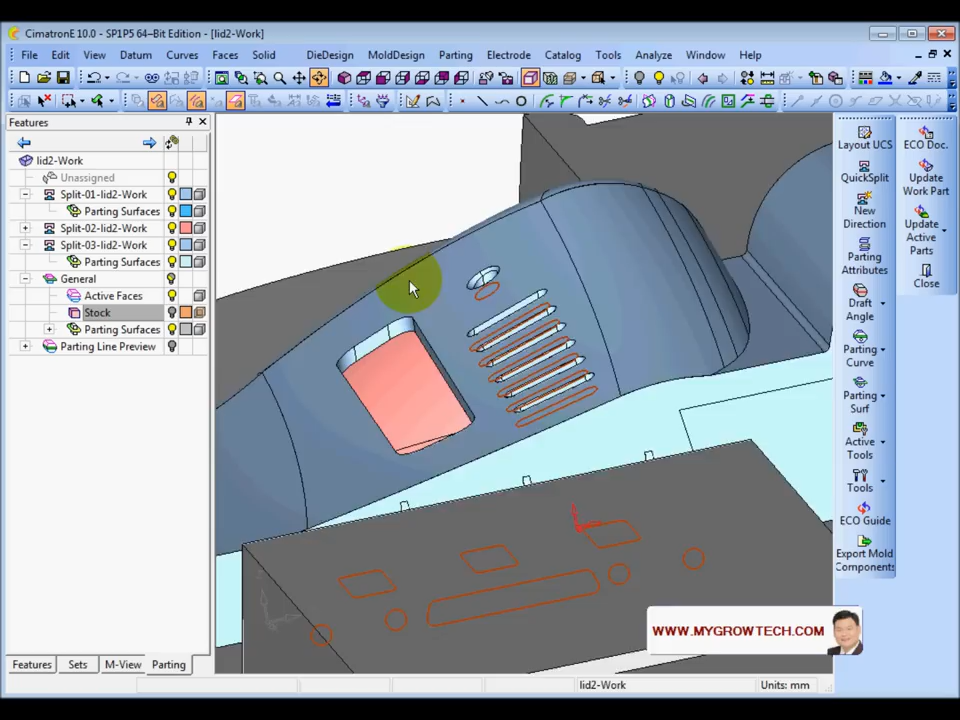 CimatronE 10.0 - SP1P5 64–Bit Edition - [lid2-Work]
File Edit View Datum Curves Faces Solid DieDesign MoldDesign Parting Electrode Catalog Tools Analyze Window Help
Features
lid2-Work
Unassigned
Split-01-lid2-Work
Parting Surfaces
Split-02-lid2-Work
Split-03-lid2-Work
Parting Surfaces
General
Active Faces
Stock
Parting Surfaces
Parting Line Preview
Layout UCS
QuickSplit
New
Direction
Parting
Attributes
Draft
Angle
Parting
Curve
Parting
Surf
Active
Tools
Tools
ECO Guide
Export Mold
Components
ECO Doc.
Update
Work Part
Update
Active
Parts
Close
WWW.MYGROWTECH.COM
Features Sets M-View Parting
lid2-Work
Units: mm